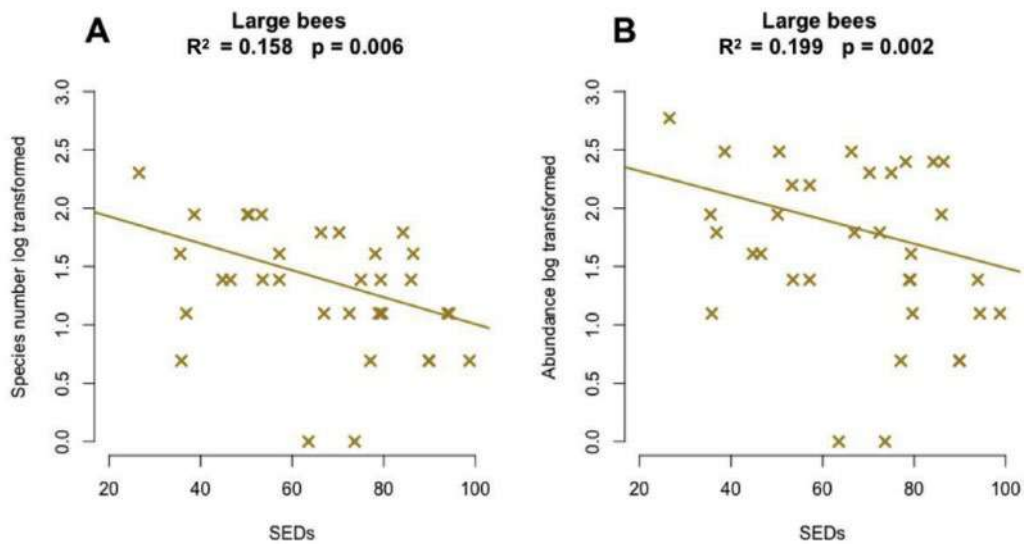 A
Large bees
R² = 0.158 p = 0.006
Species number log transformed
3.0
2.5
2.0
1.5
1.0
0.5
0.0
20 40 60 80 100
SEDs
B
Large bees
R² = 0.199 p = 0.002
Abundance log transformed
3.0
2.5
2.0
1.5
1.0
0.5
0.0
20 40 60 80 100
SEDs